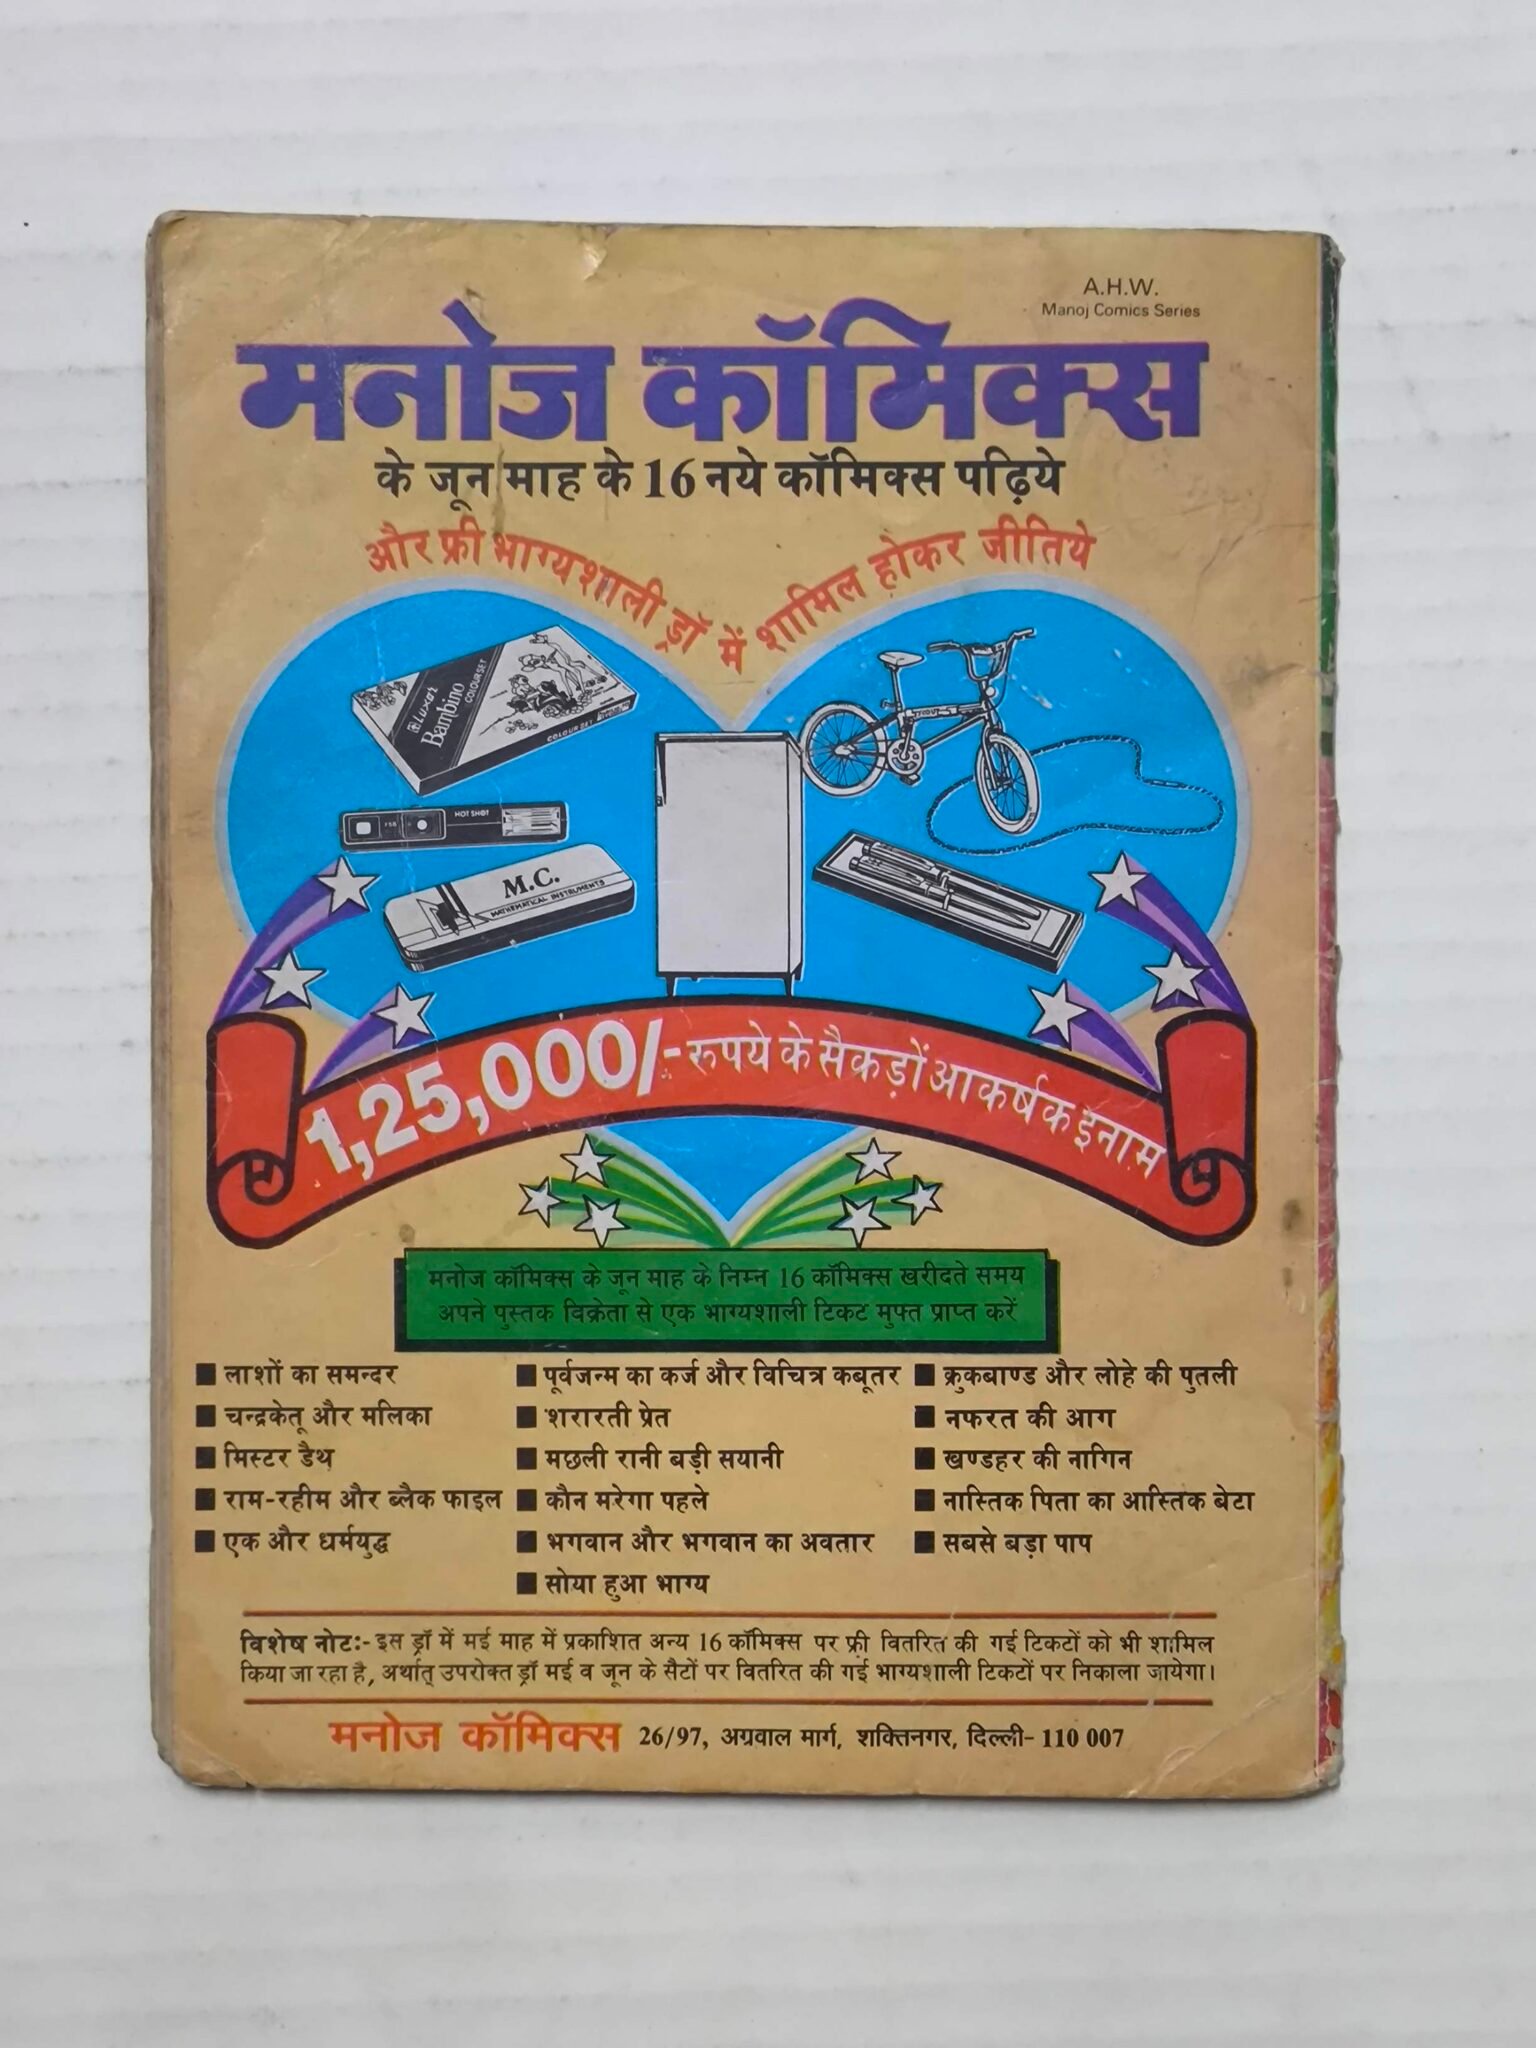 A.H.W.
Manoj Comics Series
मनोज कॉमिक्स
के जून माह के 16 नये कॉमिक्स पढ़िये
और फ्री भाग्यशाली ड्रॉ में शामिल होकर जीतिये
Luxor
Bambino
COLOUR SET
COLOUR SET
HOT SHOT
M.C.
MATHEMATICAL INSTRUMENTS
1,25,000/- रूपये के सैकड़ों आकर्षक इनाम
मनोज कॉमिक्स के जून माह के निम्न 16 कॉमिक्स खरीदते समय
अपने पुस्तक विक्रेता से एक भाग्यशाली टिकट मुफ्त प्राप्त करें
■ लाशों का समन्दर
■ चन्द्रकेतू और मलिका
■ मिस्टर डैथ
■ राम-रहीम और ब्लैक फाइल
■ एक और धर्मयुद्ध
■ पूर्वजन्म का कर्ज और विचित्र कबूतर
■ शरारती प्रेत
■ मछली रानी बड़ी सयानी
■ कौन मरेगा पहले
■ भगवान और भगवान का अवतार
■ सोया हुआ भाग्य
■ क्रुकबाण्ड और लोहे की पुतली
■ नफरत की आग
■ खण्डहर की नागिन
■ नास्तिक पिता का आस्तिक बेटा
■ सबसे बड़ा पाप
विशेष नोटः- इस ड्रॉ में मई माह में प्रकाशित अन्य 16 कॉमिक्स पर फ्री वितरित की गई टिकटों को भी शामिल
किया जा रहा है, अर्थात् उपरोक्त ड्रॉ मई व जून के सैटों पर वितरित की गई भाग्यशाली टिकटों पर निकाला जायेगा।
मनोज कॉमिक्स 26/97, अग्रवाल मार्ग, शक्तिनगर, दिल्ली- 110 007